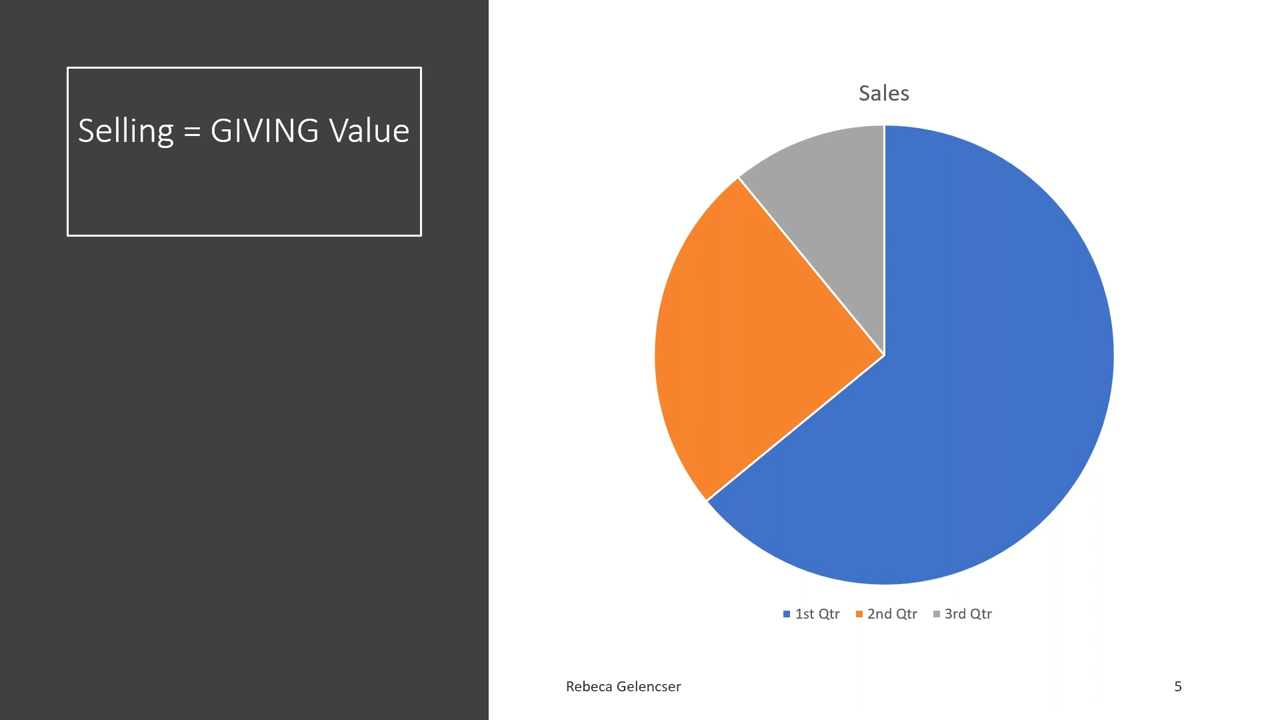 Selling = GIVING Value
Sales
1st Qtr 2nd Qtr 3rd Qtr
Rebeca Gelencser 5